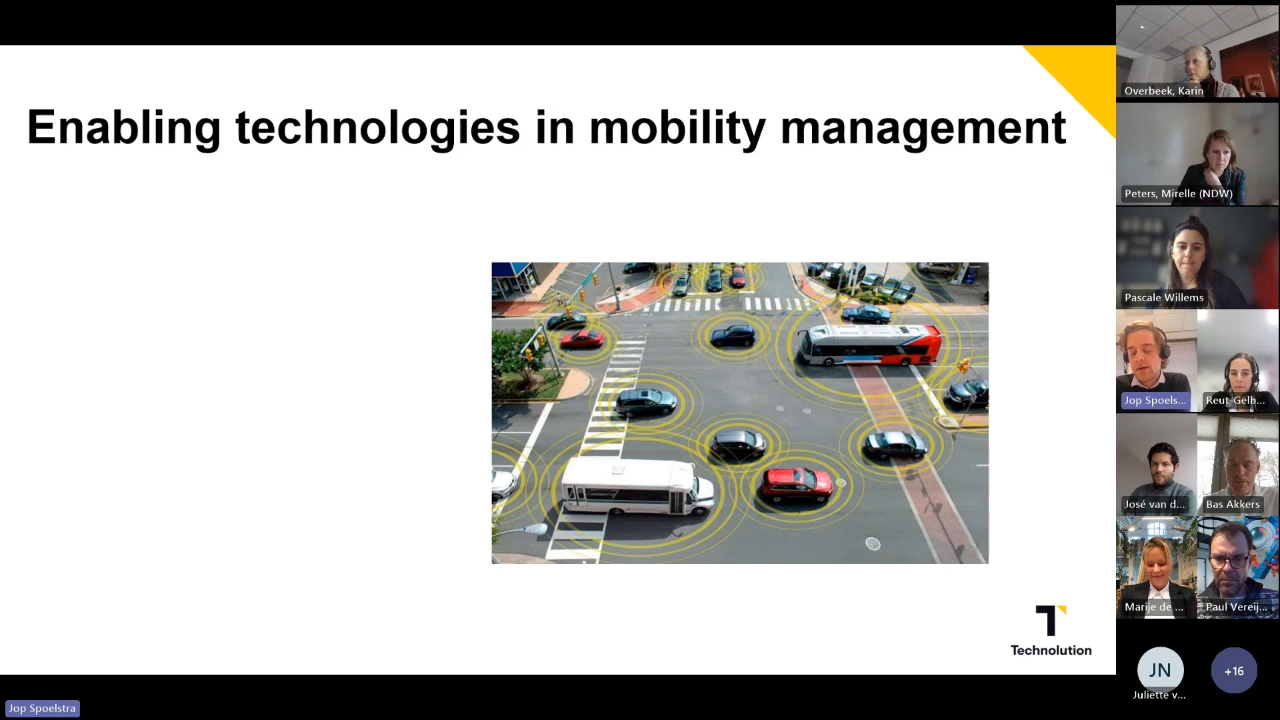 Enabling technologies in mobility management
Technolution
Jop Spoelstra
Overbeek, Karin
Peters, Mirelle (NDW)
Pascale Willems
Jop Spoels...
Reut Gelb...
José van d...
Bas Akkers
Marije de ...
Paul Vereij...
JN
Juliette v...
+16